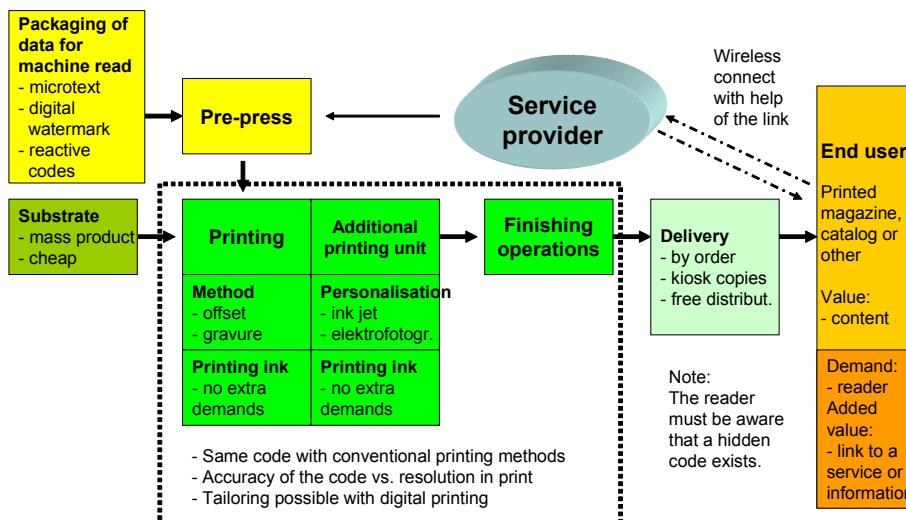 Packaging of
data for
machine read
- microtext
- digital
watermark
- reactive
codes
Pre-press
Service
provider
Wireless
connect
with help
of the link
End user
Printed
magazine,
catalog or
other
Value:
- content
Demand:
- reader
Added
value:
- link to a
service or
information
Substrate
- mass product
- cheap
Printing
Additional
printing unit
Finishing
operations
Delivery
- by order
- kiosk copies
- free distribut.
Method
- offset
- gravure
Personalisation
- ink jet
- elektrofotogr.
Printing ink
- no extra
demands
Printing ink
- no extra
demands
Note:
The reader
must be aware
that a hidden
code exists.
- Same code with conventional printing methods
- Accuracy of the code vs. resolution in print
- Tailoring possible with digital printing